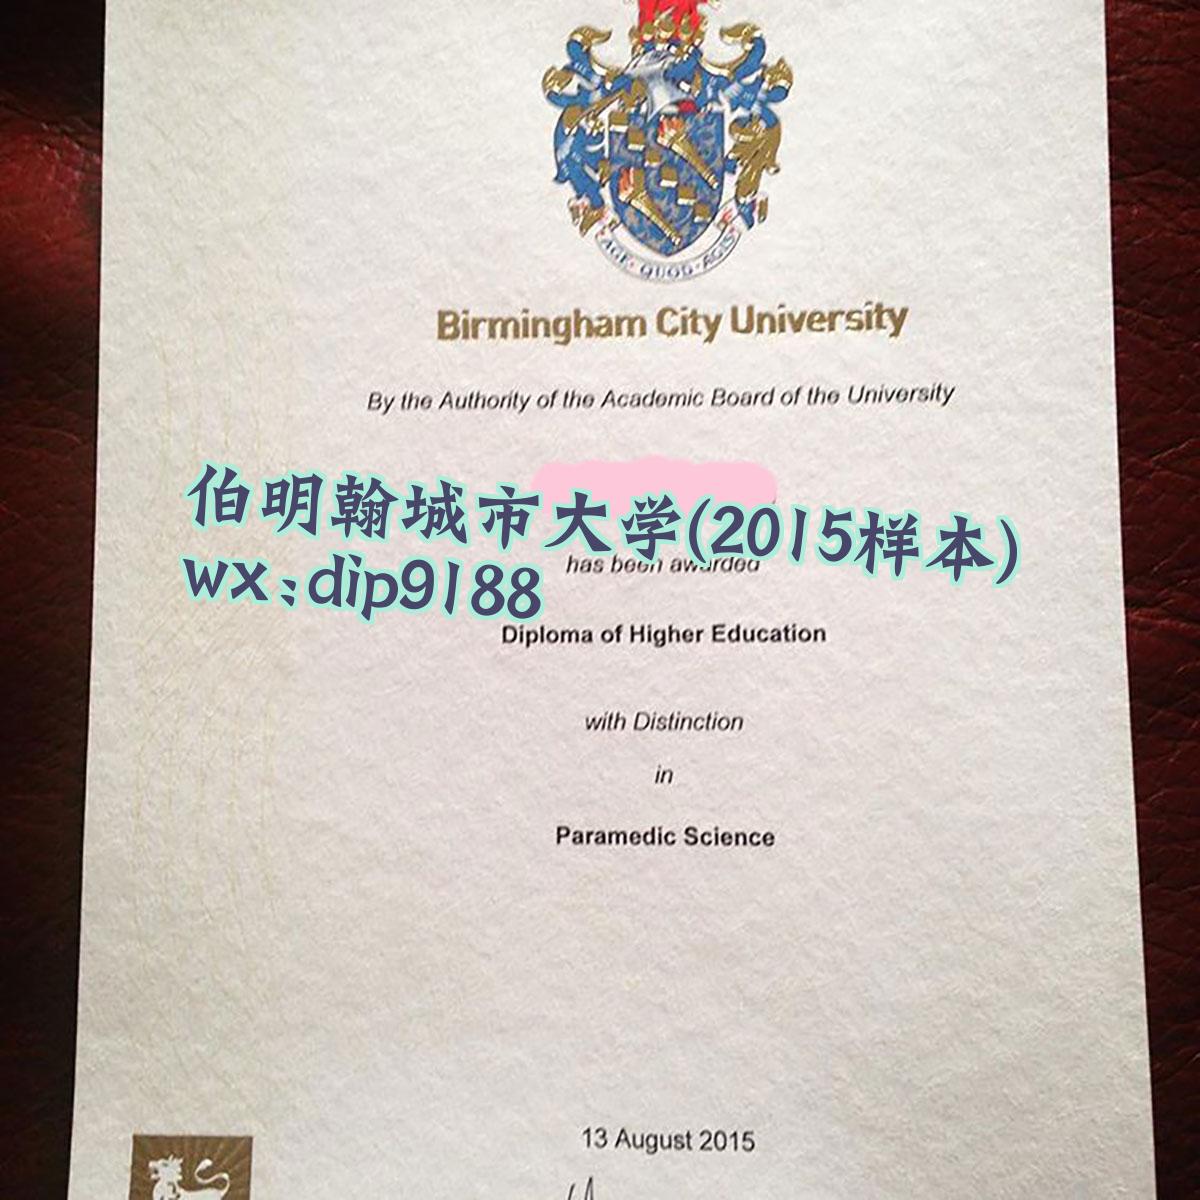 AGE·QUOD·AGIS
Birmingham City University
By the Authority of the Academic Board of the University
伯明翰城市大学(2015样本)
has been awarded
wx:dip9188
Diploma of Higher Education
with Distinction
in
Paramedic Science
13 August 2015